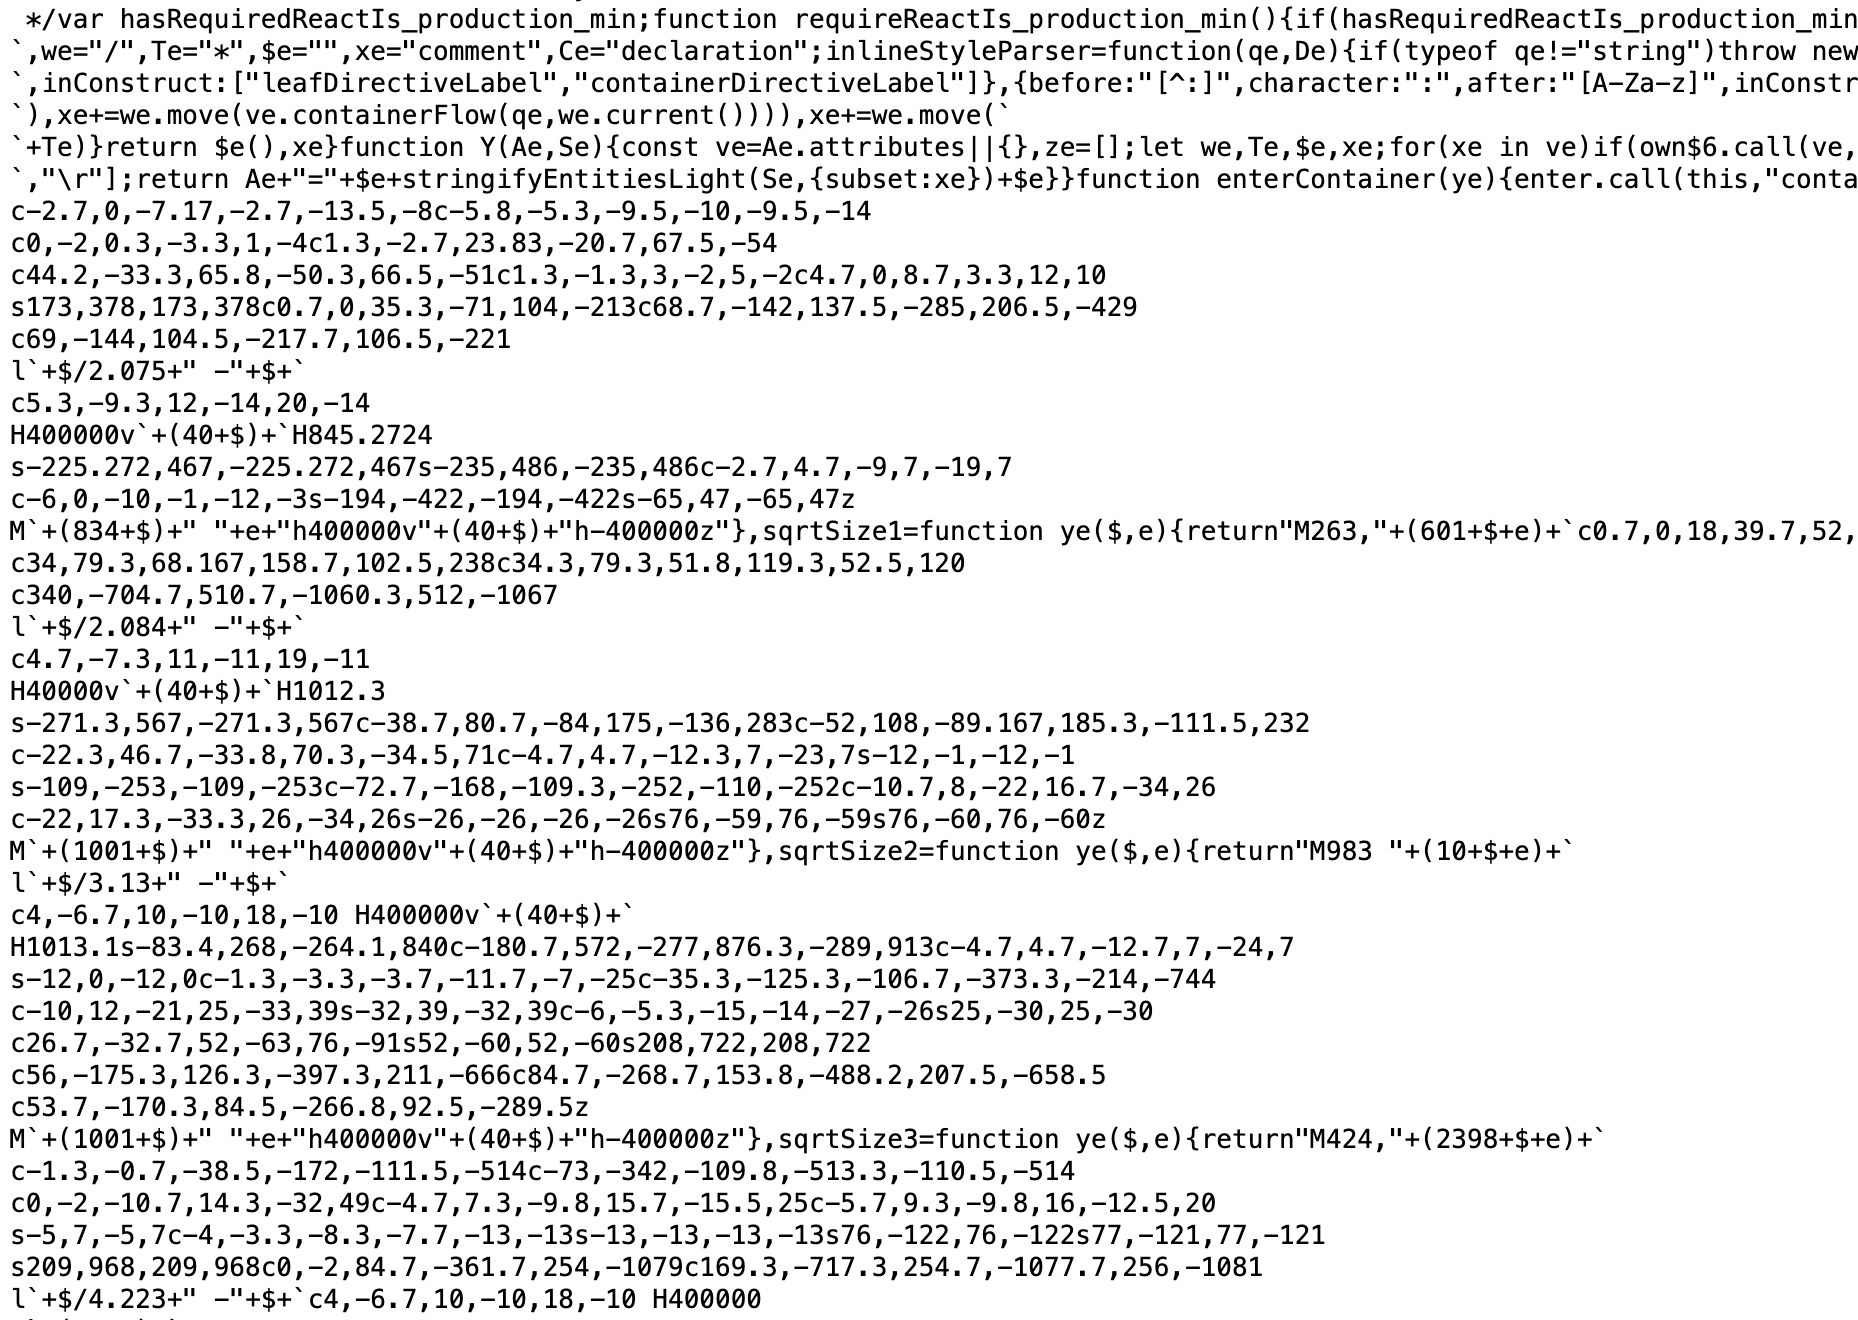 */var hasRequiredReactIs_production_min;function requireReactIs_production_min(){if(hasRequiredReactIs_production_min
`,we="/",Te="*",$e="",xe="comment",Ce="declaration";inlineStyleParser=function(qe,De){if(typeof qe!="string")throw new
`,inConstruct:["leafDirectiveLabel","containerDirectiveLabel"]},{before:"[^:]",character:":",after:"[A-Za-z]",inConstr
`),xe+=we.move(ve.containerFlow(qe,we.current()))),xe+=we.move(`
`+Te)}return $e(),xe}function Y(Ae,Se){const ve=Ae.attributes||{},ze=[];let we,Te,$e,xe;for(xe in ve)if(own$6.call(ve,
`,"\r"];return Ae+"="+$e+stringifyEntitiesLight(Se,{subset:xe})+$e}}function enterContainer(ye){enter.call(this,"conta
c-2.7,0,-7.17,-2.7,-13.5,-8c-5.8,-5.3,-9.5,-10,-9.5,-14
c0,-2,0.3,-3.3,1,-4c1.3,-2.7,23.83,-20.7,67.5,-54
c44.2,-33.3,65.8,-50.3,66.5,-51c1.3,-1.3,3,-2,5,-2c4.7,0,8.7,3.3,12,10
s173,378,173,378c0.7,0,35.3,-71,104,-213c68.7,-142,137.5,-285,206.5,-429
c69,-144,104.5,-217.7,106.5,-221
l`+$/2.075+" -"+$+`
c5.3,-9.3,12,-14,20,-14
H400000v`+(40+$)+`H845.2724
s-225.272,467,-225.272,467s-235,486,-235,486c-2.7,4.7,-9,7,-19,7
c-6,0,-10,-1,-12,-3s-194,-422,-194,-422s-65,47,-65,47z
M`+(834+$)+" "+e+"h400000v"+(40+$)+"h-400000z"},sqrtSize1=function ye($,e){return"M263,"+(601+$+e)+`c0.7,0,18,39.7,52,
c34,79.3,68.167,158.7,102.5,238c34.3,79.3,51.8,119.3,52.5,120
c340,-704.7,510.7,-1060.3,512,-1067
l`+$/2.084+" -"+$+`
c4.7,-7.3,11,-11,19,-11
H40000v`+(40+$)+`H1012.3
s-271.3,567,-271.3,567c-38.7,80.7,-84,175,-136,283c-52,108,-89.167,185.3,-111.5,232
c-22.3,46.7,-33.8,70.3,-34.5,71c-4.7,4.7,-12.3,7,-23,7s-12,-1,-12,-1
s-109,-253,-109,-253c-72.7,-168,-109.3,-252,-110,-252c-10.7,8,-22,16.7,-34,26
c-22,17.3,-33.3,26,-34,26s-26,-26,-26,-26s76,-59,76,-59s76,-60,76,-60z
M`+(1001+$)+" "+e+"h400000v"+(40+$)+"h-400000z"},sqrtSize2=function ye($,e){return"M983 "+(10+$+e)+`
l`+$/3.13+" -"+$+`
c4,-6.7,10,-10,18,-10 H400000v`+(40+$)+`
H1013.1s-83.4,268,-264.1,840c-180.7,572,-277,876.3,-289,913c-4.7,4.7,-12.7,7,-24,7
s-12,0,-12,0c-1.3,-3.3,-3.7,-11.7,-7,-25c-35.3,-125.3,-106.7,-373.3,-214,-744
c-10,12,-21,25,-33,39s-32,39,-32,39c-6,-5.3,-15,-14,-27,-26s25,-30,25,-30
c26.7,-32.7,52,-63,76,-91s52,-60,52,-60s208,722,208,722
c56,-175.3,126.3,-397.3,211,-666c84.7,-268.7,153.8,-488.2,207.5,-658.5
c53.7,-170.3,84.5,-266.8,92.5,-289.5z
M`+(1001+$)+" "+e+"h400000v"+(40+$)+"h-400000z"},sqrtSize3=function ye($,e){return"M424,"+(2398+$+e)+`
c-1.3,-0.7,-38.5,-172,-111.5,-514c-73,-342,-109.8,-513.3,-110.5,-514
c0,-2,-10.7,14.3,-32,49c-4.7,7.3,-9.8,15.7,-15.5,25c-5.7,9.3,-9.8,16,-12.5,20
s-5,7,-5,7c-4,-3.3,-8.3,-7.7,-13,-13s-13,-13,-13,-13s76,-122,76,-122s77,-121,77,-121
s209,968,209,968c0,-2,84.7,-361.7,254,-1079c169.3,-717.3,254.7,-1077.7,256,-1081
l`+$/4.223+" -"+$+`c4,-6.7,10,-10,18,-10 H400000